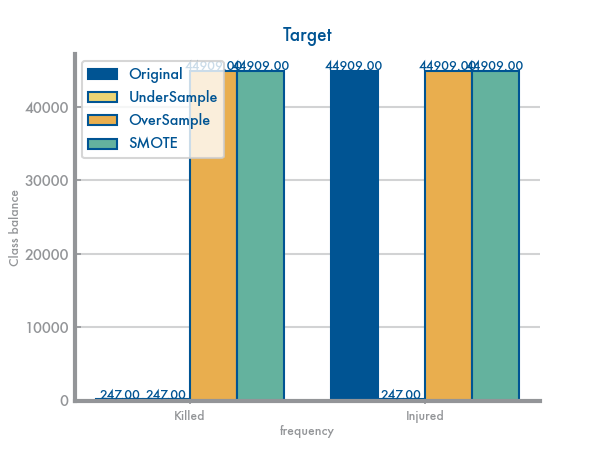 Target
44909.00 44909.00 44909.00 44909.00 44909.00
Original
UnderSample
OverSample
SMOTE
40000
30000
20000
10000
0
247.00 247.00 247.00
Killed Injured
Class balance
frequency